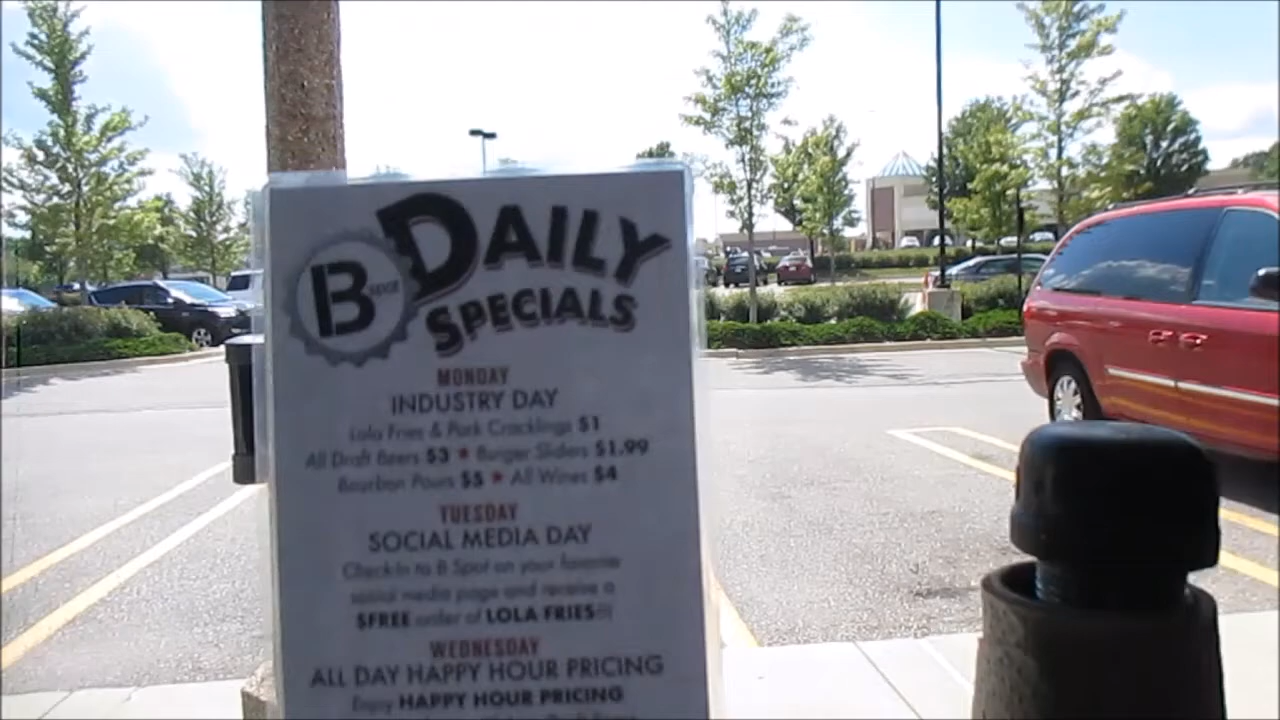 B spot
DAILY
SPECIALS
MONDAY
INDUSTRY DAY
Lola Fries & Pork Cracklings $1
All Draft Beers $3 ★ Burger Sliders $1.99
Bourbon Pours $5 ★ All Wines $4
TUESDAY
SOCIAL MEDIA DAY
Check-In to B Spot on your favorite
social media page and receive a
$FREE order of LOLA FRIES
WEDNESDAY
ALL DAY HAPPY HOUR PRICING
Enjoy HAPPY HOUR PRICING